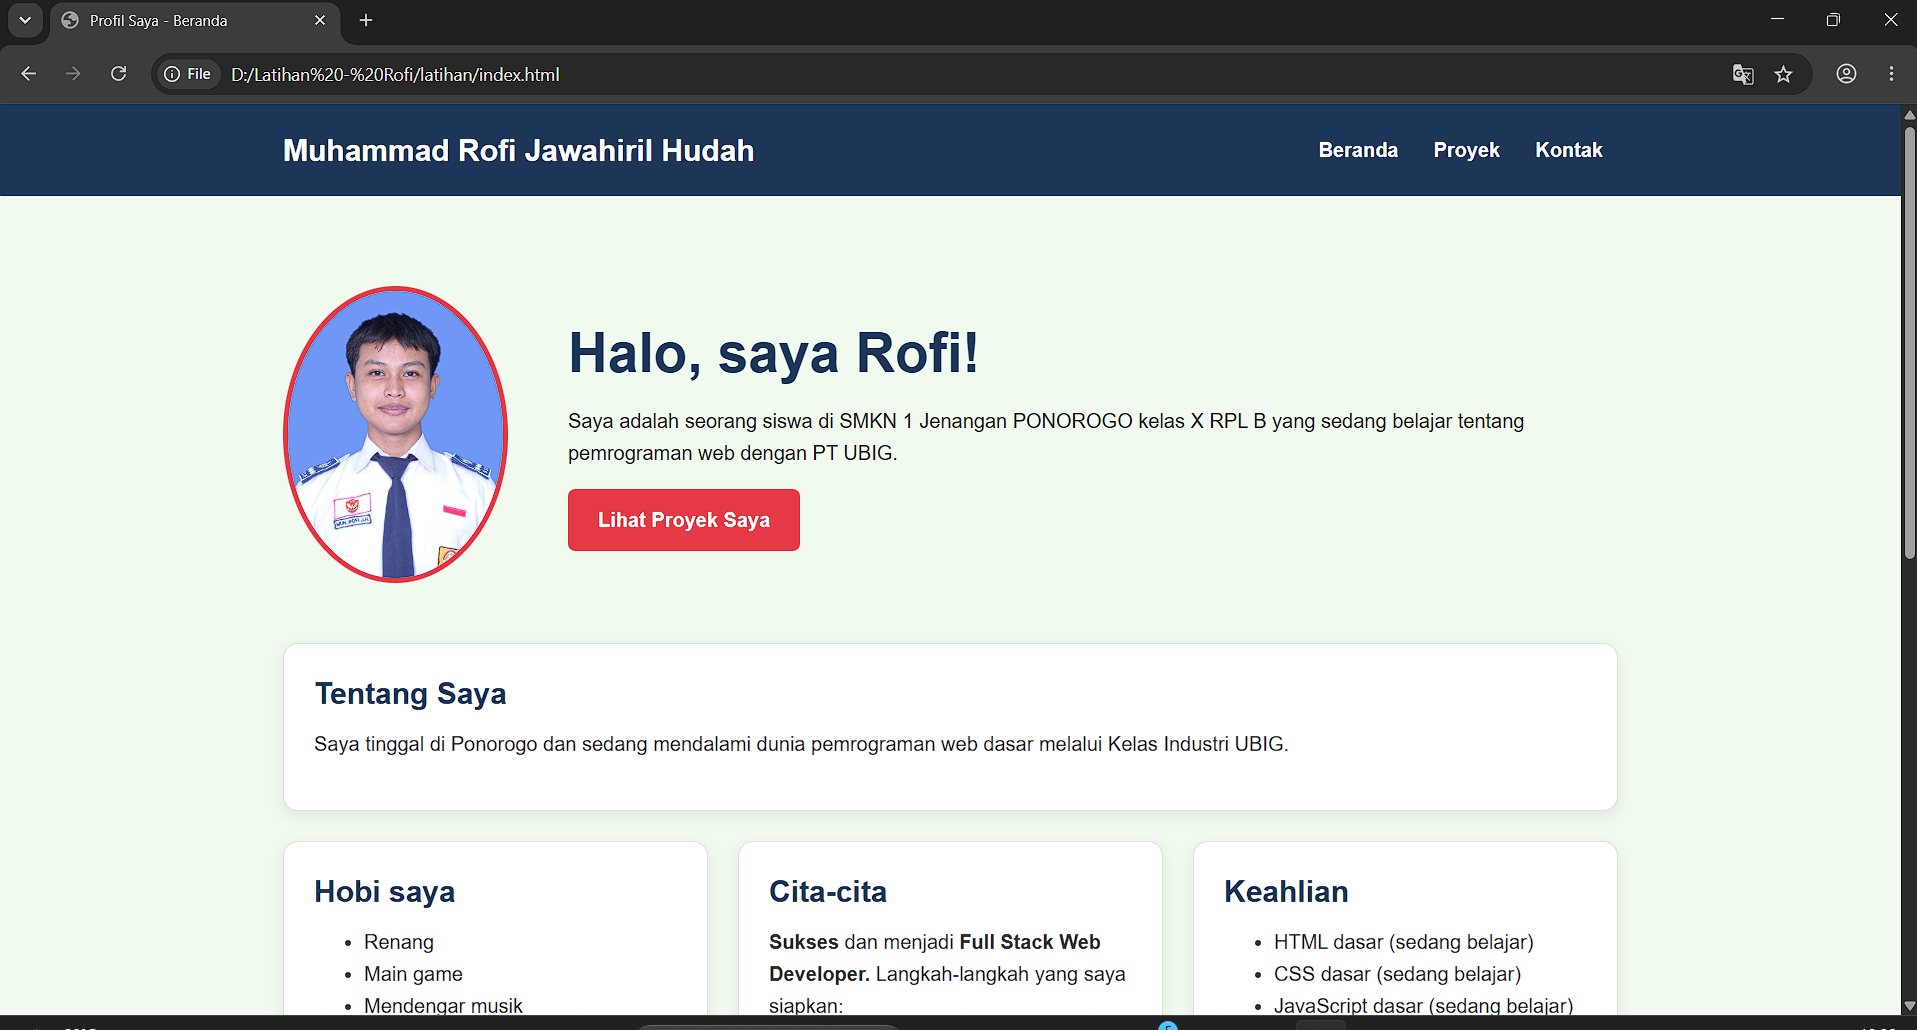 Profil Saya - Beranda
File
D:/Latihan%20-%20Rofi/latihan/index.html
Muhammad Rofi Jawahiril Hudah
Beranda
Proyek
Kontak
Halo, saya Rofi!
Saya adalah seorang siswa di SMKN 1 Jenangan PONOROGO kelas X RPL B yang sedang belajar tentang
pemrograman web dengan PT UBIG.
Lihat Proyek Saya
Tentang Saya
Saya tinggal di Ponorogo dan sedang mendalami dunia pemrograman web dasar melalui Kelas Industri UBIG.
Hobi saya
• Renang
• Main game
• Mendengar musik
Cita-cita
Sukses dan menjadi Full Stack Web
Developer. Langkah-langkah yang saya
siapkan:
Keahlian
• HTML dasar (sedang belajar)
• CSS dasar (sedang belajar)
• JavaScript dasar (sedang belajar)